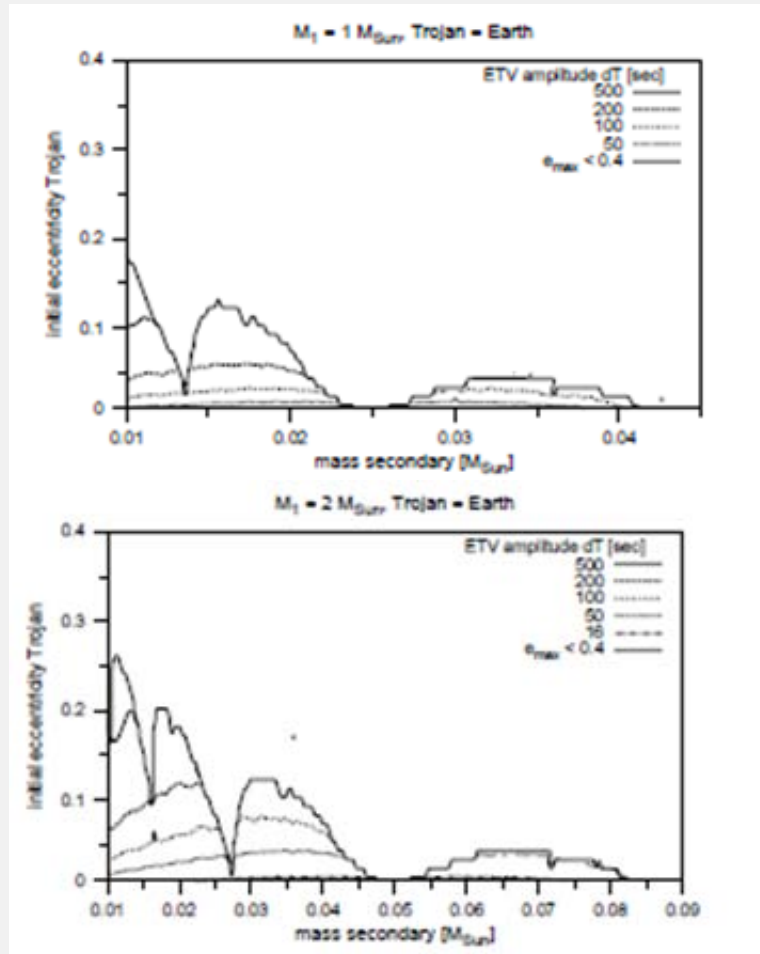 M1 = 1 MSun, Trojan = Earth
0.4
ETV amplitude dT [sec]
500
200
100
50
emax < 0.4
0.3
0.2
0.1
0
initial eccentricity Trojan
0.01 0.02 0.03 0.04
mass secondary [MSun]
M1 = 2 MSun, Trojan = Earth
0.4
ETV amplitude dT [sec]
500
200
100
50
16
emax < 0.4
0.3
0.2
0.1
0
initial eccentricity Trojan
0.01 0.02 0.03 0.04 0.05 0.06 0.07 0.08 0.09
mass secondary [MSun]